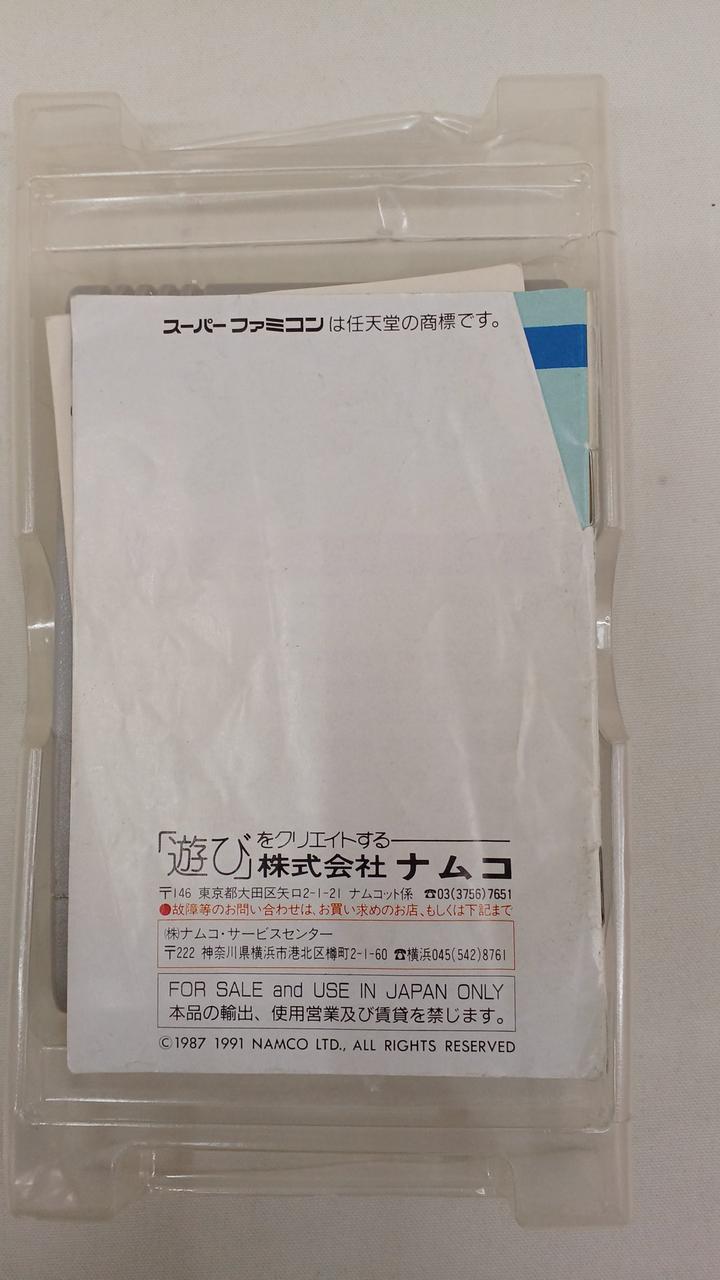 スーパーファミコンは任天堂の商標です。
「遊び」をクリエイトする
株式会社ナムコ
〒146 東京都大田区矢口2-1-21 ナムコット係 ☎03(3756)7651
●故障等のお問い合わせは、お買い求めのお店、もしくは下記まで
㈱ナムコ・サービスセンター
〒222 神奈川県横浜市港北区樽町2-1-60 ☎横浜045(542)8761
FOR SALE and USE IN JAPAN ONLY
本品の輸出、使用営業及び賃貸を禁じます。
©1987 1991 NAMCO LTD., ALL RIGHTS RESERVED